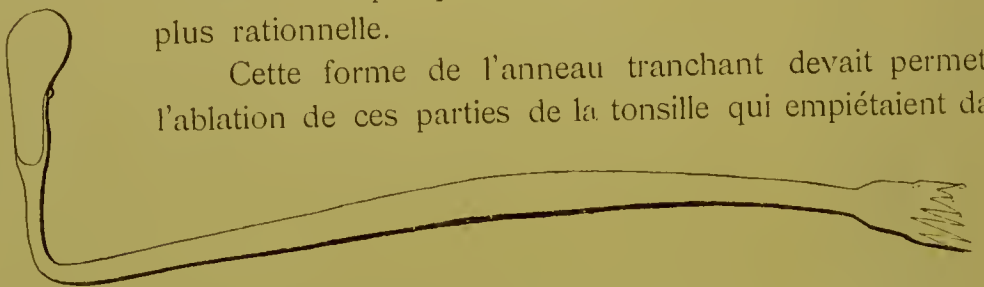 plus rationnelle.
Cette forme de l'anneau tranchant devait permet
l'ablation de ces parties de la tonsille qui empiétaient da